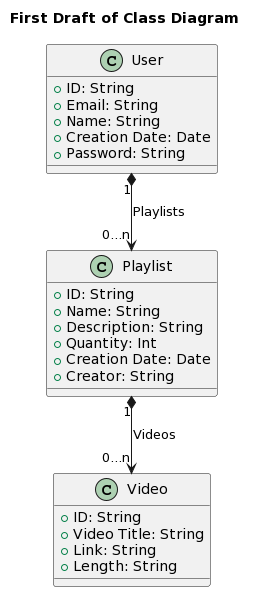 First Draft of Class Diagram
C User
ID: String
Email: String
Name: String
Creation Date: Date
Password: String
1
Playlists
0...n
C Playlist
ID: String
Name: String
Description: String
Quantity: Int
Creation Date: Date
Creator: String
1
Videos
0...n
C Video
ID: String
Video Title: String
Link: String
Length: String